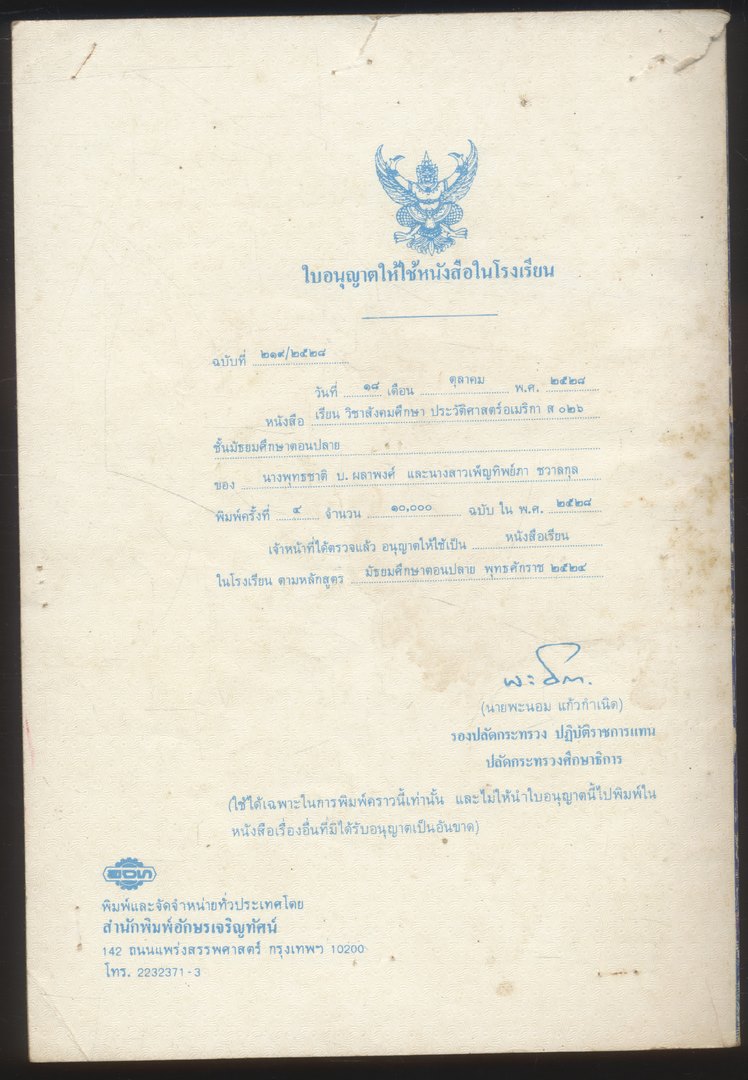 ใบอนุญาตให้ใช้หนังสือในโรงเรียน
ฉบับที่ ๒๑๙/๒๕๒๘
วันที่ ๑๘ เดือน ตุลาคม พ.ศ. ๒๕๒๘
หนังสือ เรียน วิชาสังคมศึกษา ประวัติศาสตร์อเมริกา ส ๐๒๖
ชั้นมัธยมศึกษาตอนปลาย
ของ นางพุทธชาติ บ. ผลาพงศ์ และนางสาวเพ็ญทิพย์ภา ชวาลกุล
พิมพ์ครั้งที่ ๔ จำนวน ๑๐,๐๐๐ ฉบับ ใน พ.ศ. ๒๕๒๘
เจ้าหน้าที่ได้ตรวจแล้ว อนุญาตให้ใช้เป็น หนังสือเรียน
ในโรงเรียน ตามหลักสูตร มัธยมศึกษาตอนปลาย พุทธศักราช ๒๕๒๔
(นายพะนอม แก้วกำเนิด)
รองปลัดกระทรวง ปฏิบัติราชการแทน
ปลัดกระทรวงศึกษาธิการ
(ใช้ได้เฉพาะในการพิมพ์คราวนี้เท่านั้น และไม่ให้นำใบอนุญาตนี้ไปพิมพ์ใน
หนังสือเรื่องอื่นที่มิได้รับอนุญาตเป็นอันขาด)
พิมพ์และจัดจำหน่ายทั่วประเทศโดย
สำนักพิมพ์อักษรเจริญทัศน์
142 ถนนแพร่งสรรพศาสตร์ กรุงเทพฯ 10200
โทร. 2232371-3